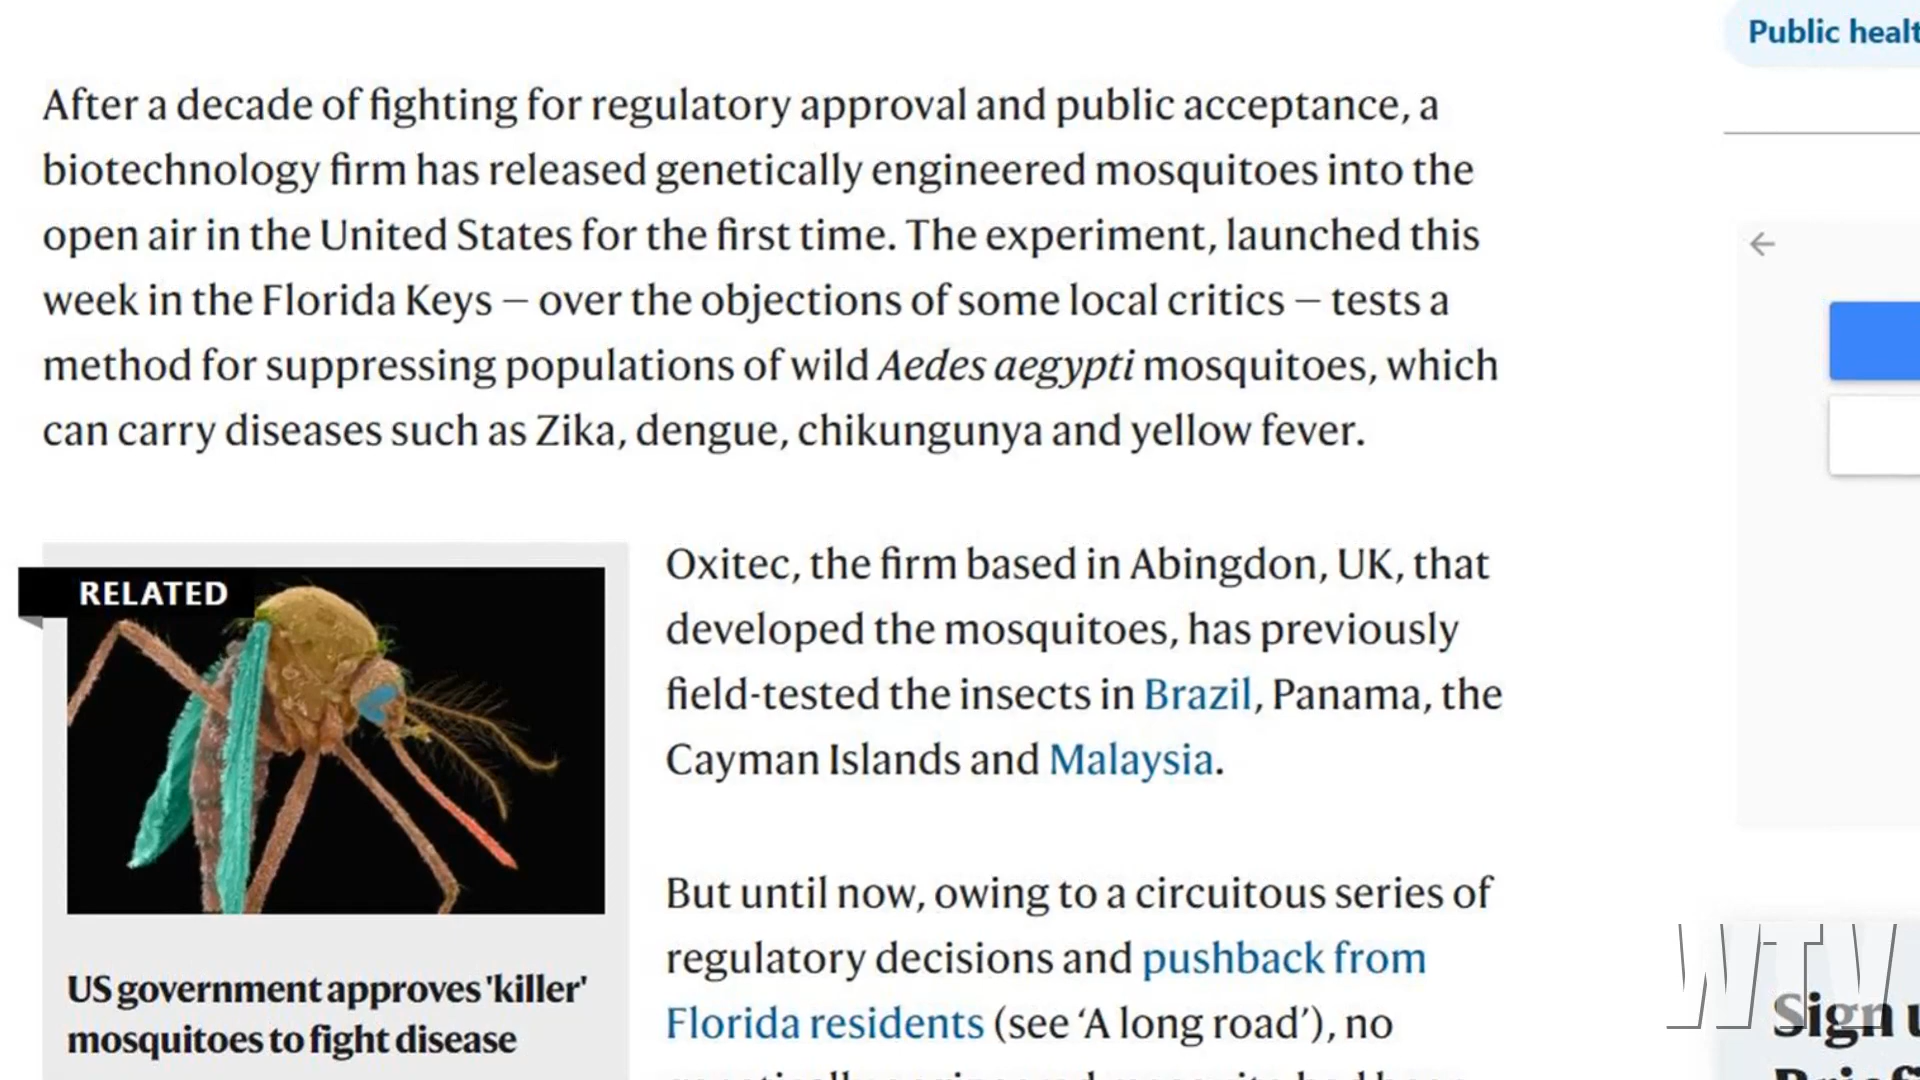 Public healt
After a decade of fighting for regulatory approval and public acceptance, a
biotechnology firm has released genetically engineered mosquitoes into the
open air in the United States for the first time. The experiment, launched this
week in the Florida Keys — over the objections of some local critics — tests a
method for suppressing populations of wild Aedes aegypti mosquitoes, which
can carry diseases such as Zika, dengue, chikungunya and yellow fever.
RELATED
US government approves 'killer'
mosquitoes to fight disease
Oxitec, the firm based in Abingdon, UK, that
developed the mosquitoes, has previously
field-tested the insects in Brazil, Panama, the
Cayman Islands and Malaysia.
But until now, owing to a circuitous series of
regulatory decisions and pushback from
Florida residents (see ‘A long road’), no
WTV
Sign u